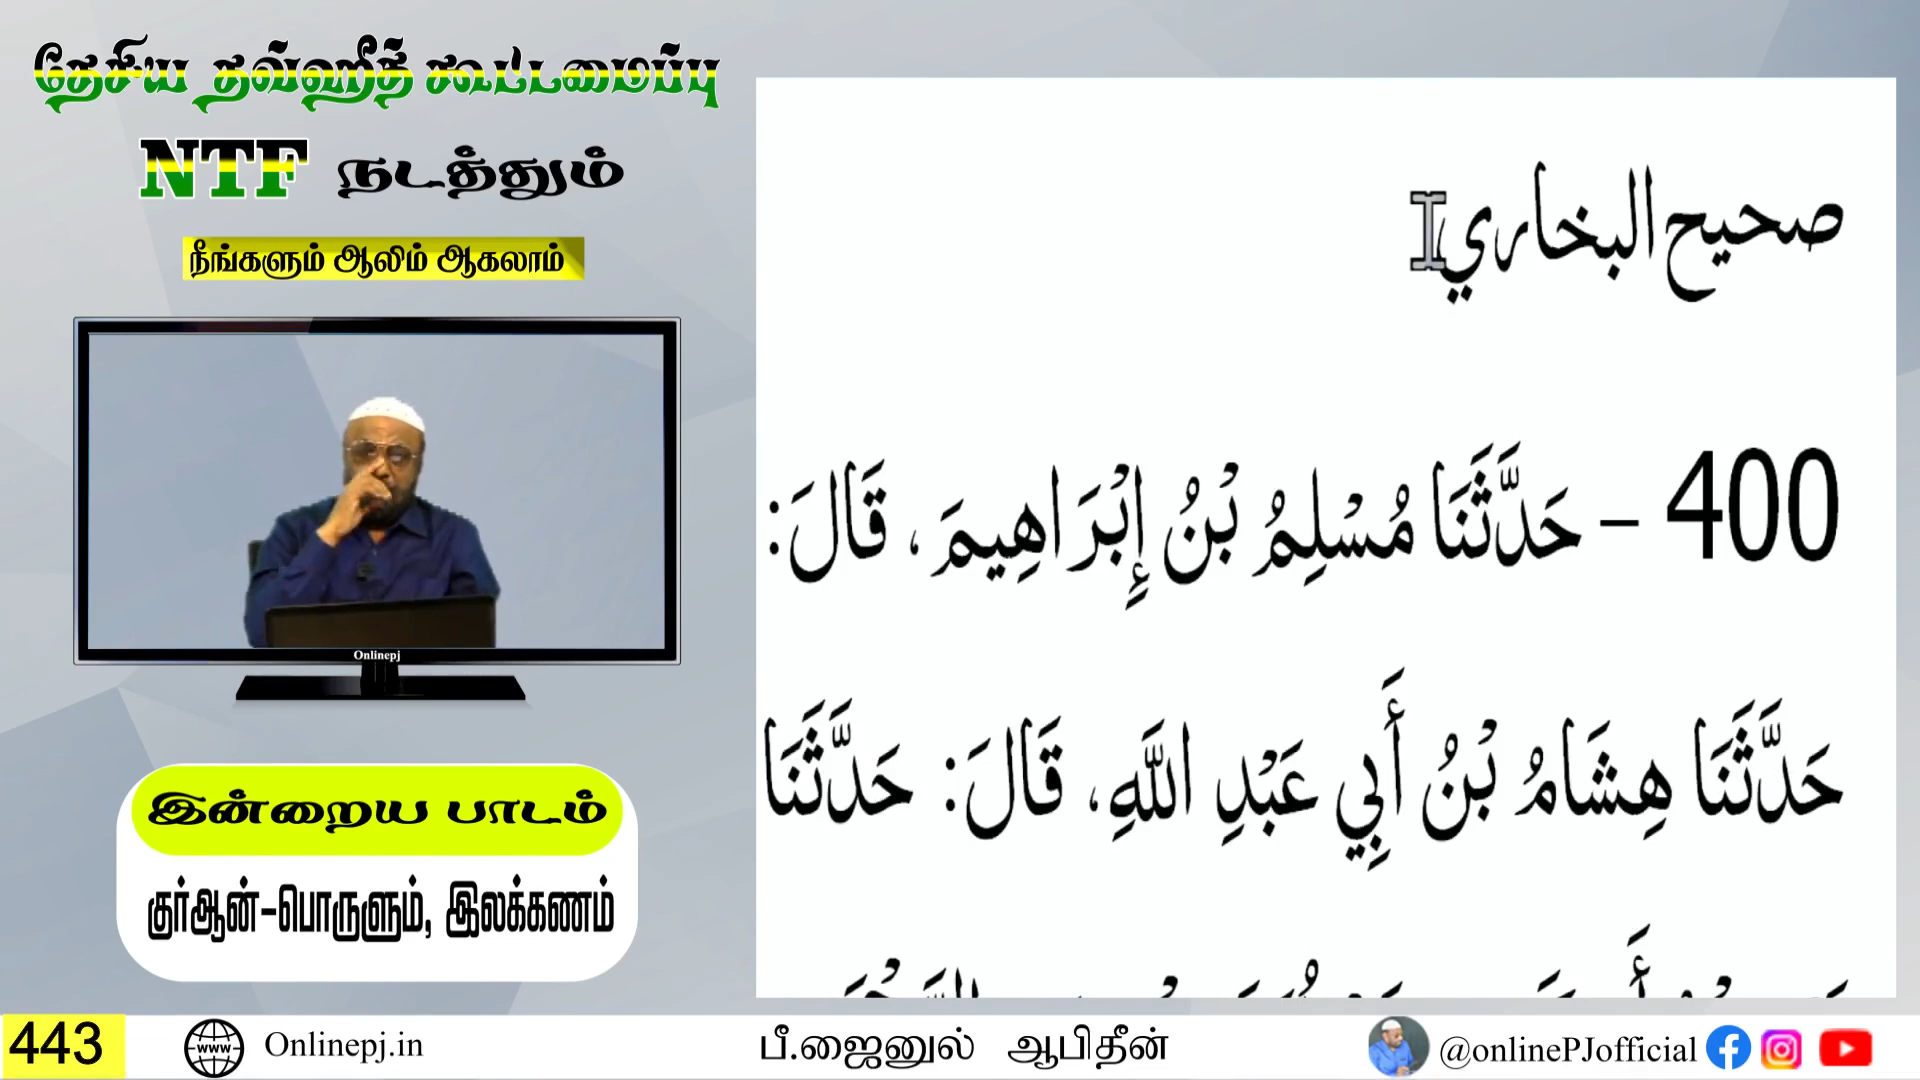 தேசிய தவ்ஹீத் கூட்டமைப்பு
NTF நடத்தும்
நீங்களும் ஆலிம் ஆகலாம்
Onlinepj
இன்றைய பாடம்
குர்ஆன்-பொருளும், இலக்கணம்
صحيح البخاري
400 - حَدَّثَنَا مُسْلِمُ بْنُ إِبْرَاهِيمَ، قَالَ:
حَدَّثَنَا هِشَامُ بْنُ أَبِي عَبْدِ اللَّهِ، قَالَ: حَدَّثَنَا
443
www
Onlinepj.in
பீ.ஜைனுல் ஆபிதீன்
@onlinePJofficial